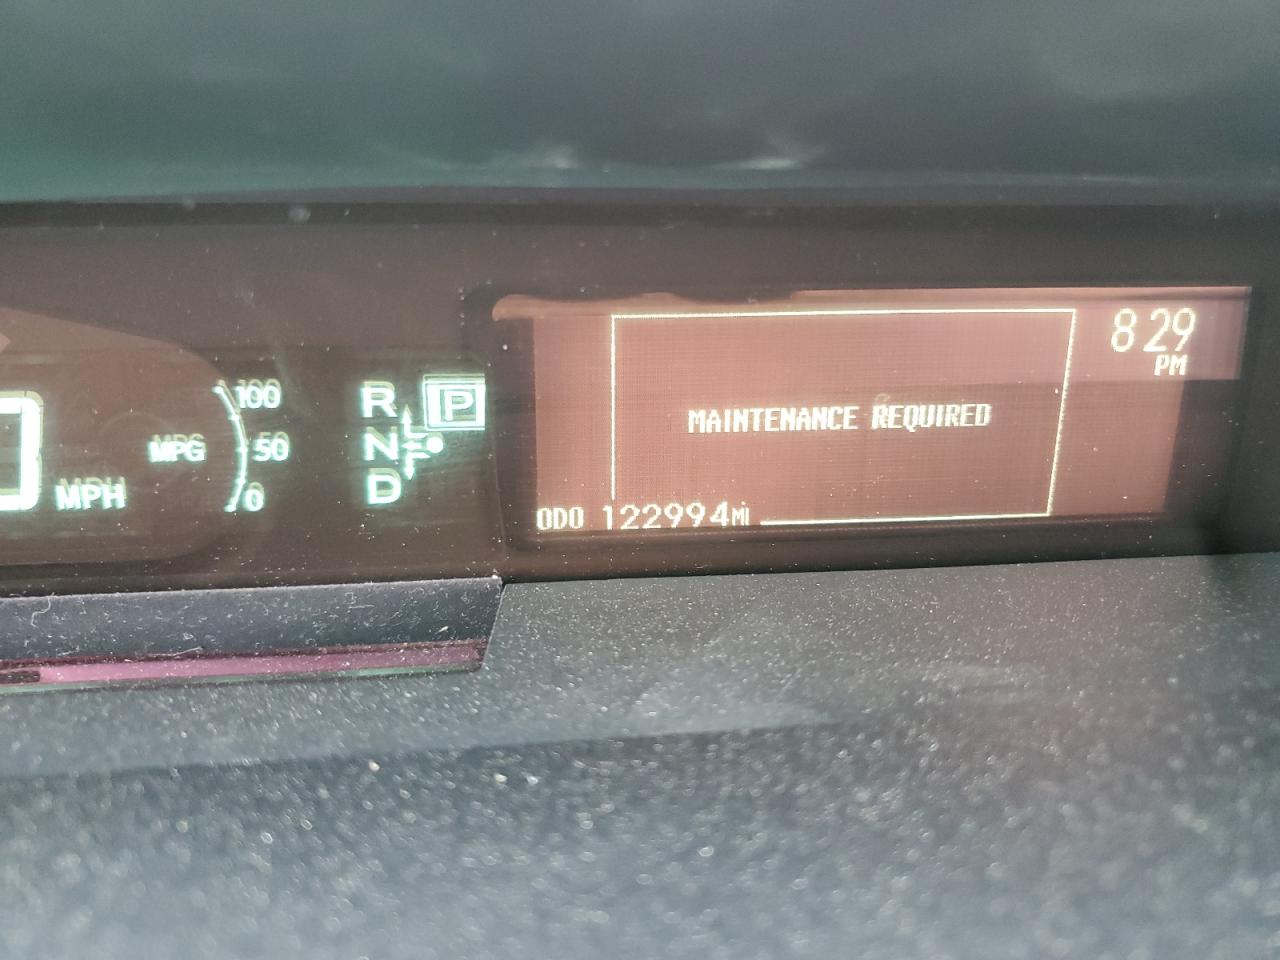 100
R P
MPG 50
N
MPH 0
D
8 29
PM
MAINTENANCE REQUIRED
ODO 122994MI